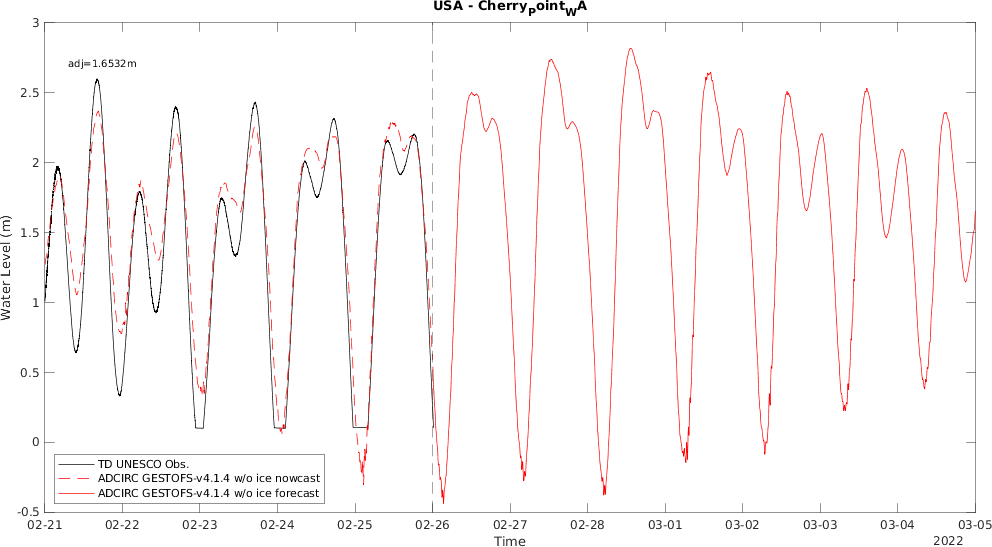 USA - CherryPointWA
adj=1.6532m
3
2.5
2
1.5
1
0.5
0
-0.5
Water Level (m)
TD UNESCO Obs.
ADCIRC GESTOFS-v4.1.4 w/o ice nowcast
ADCIRC GESTOFS-v4.1.4 w/o ice forecast
02-21 02-22 02-23 02-24 02-25 02-26 02-27 02-28 03-01 03-02 03-03 03-04 03-05
Time
2022